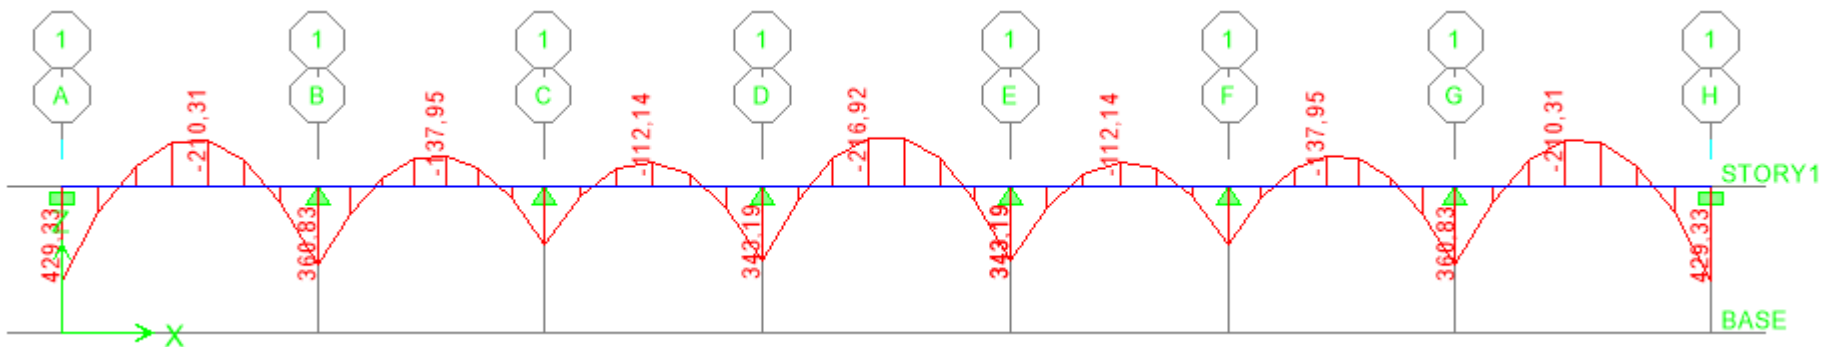 1 1 1 1 1 1 1 1
A B C D E F G H
-210,31 -137,95 -112,14 -216,92 -112,14 -137,95 -210,31
STORY1
429,33 360,83 343,19 343,19 360,83 429,33
BASE
X